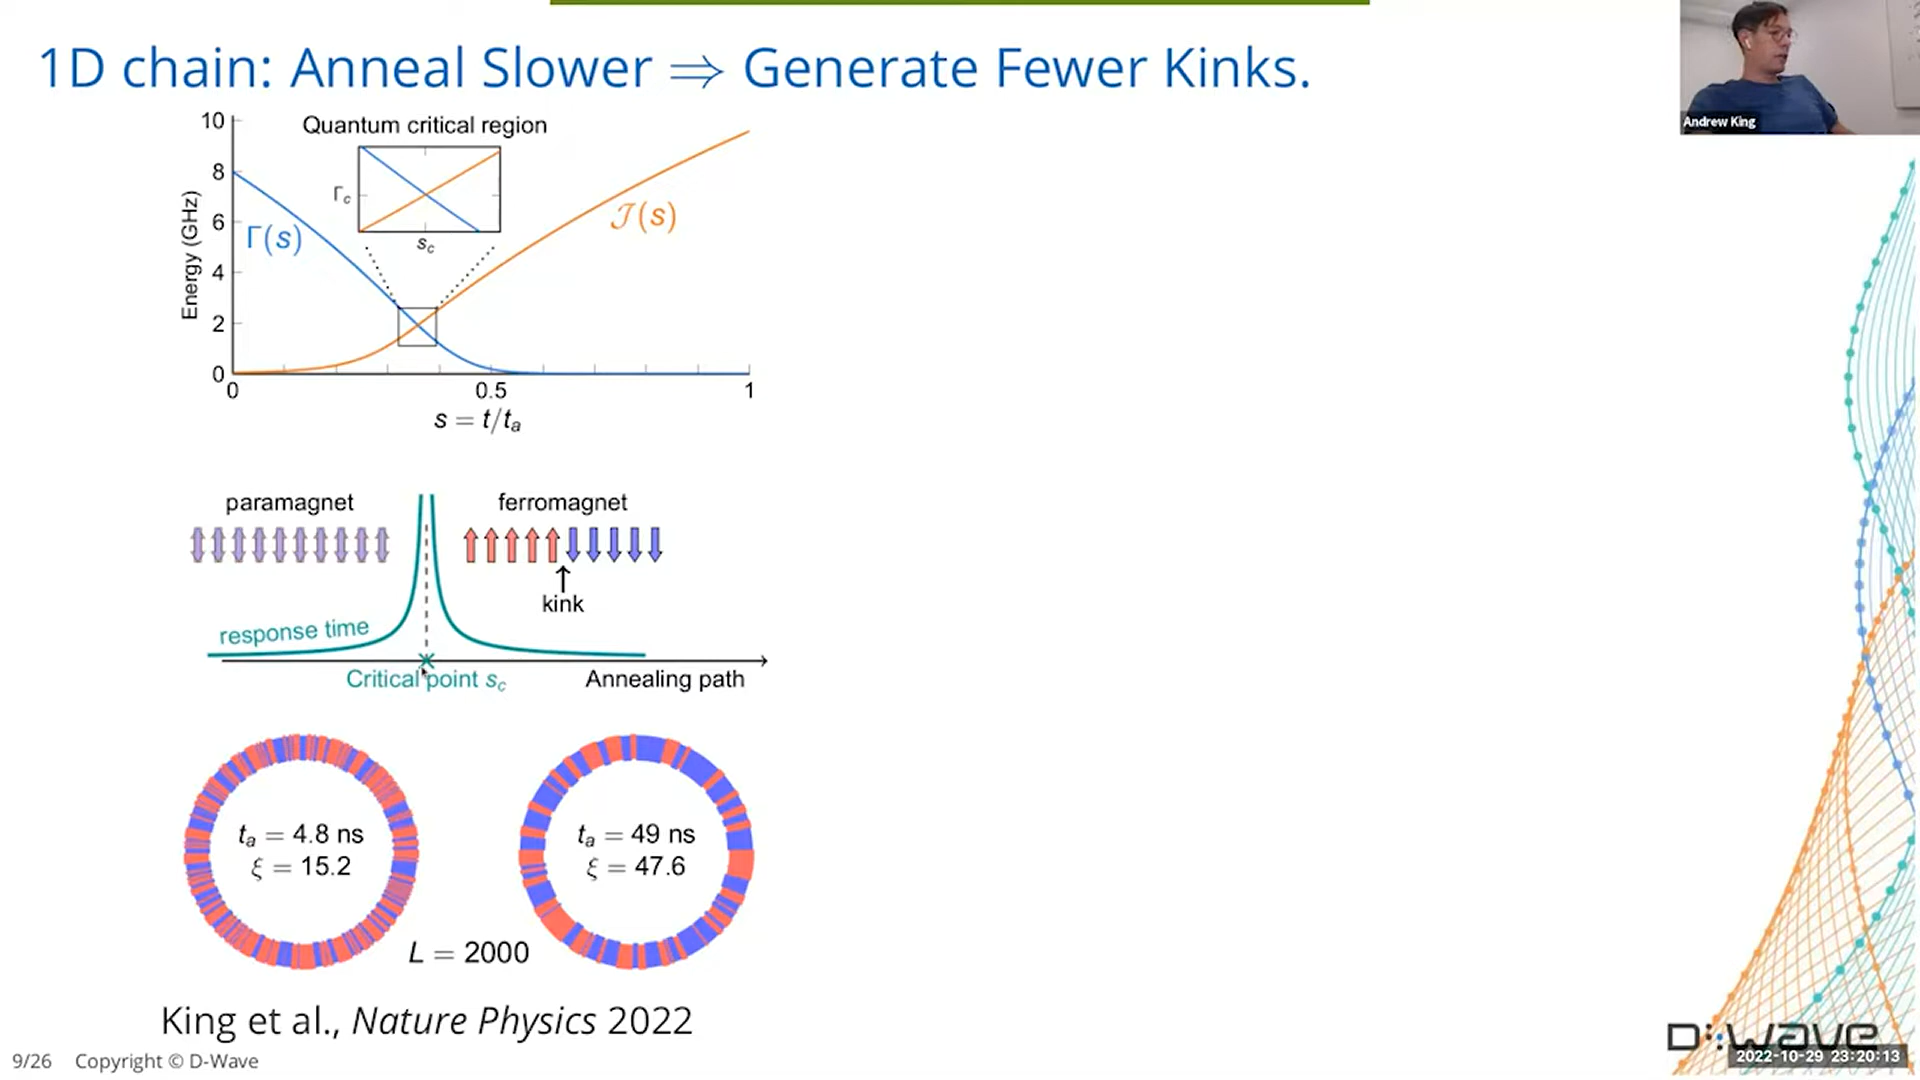 1D chain: Anneal Slower ⇒ Generate Fewer Kinks.
Andrew King
Quantum critical region
10
8
6
4
2
0
Energy (GHz)
Γ(s)
Γc
sc
𝒥(s)
0
0.5
1
s = t/ta
paramagnet
ferromagnet
kink
response time
Critical point sc
Annealing path
ta = 4.8 ns
ξ = 15.2
ta = 49 ns
ξ = 47.6
L = 2000
King et al., Nature Physics 2022
9/26 Copyright © D-Wave
D:wave
2022-10-29 23:20:13